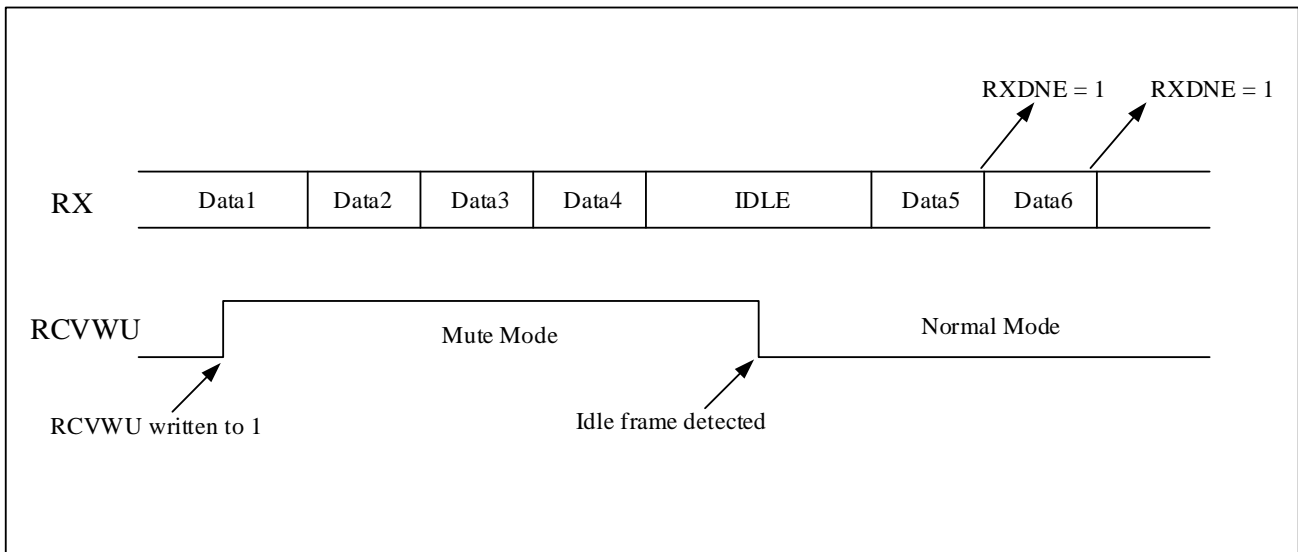 RXDNE = 1 RXDNE = 1
RX Data1 Data2 Data3 Data4 IDLE Data5 Data6
RCVWU Mute Mode Normal Mode
RCVWU written to 1 Idle frame detected